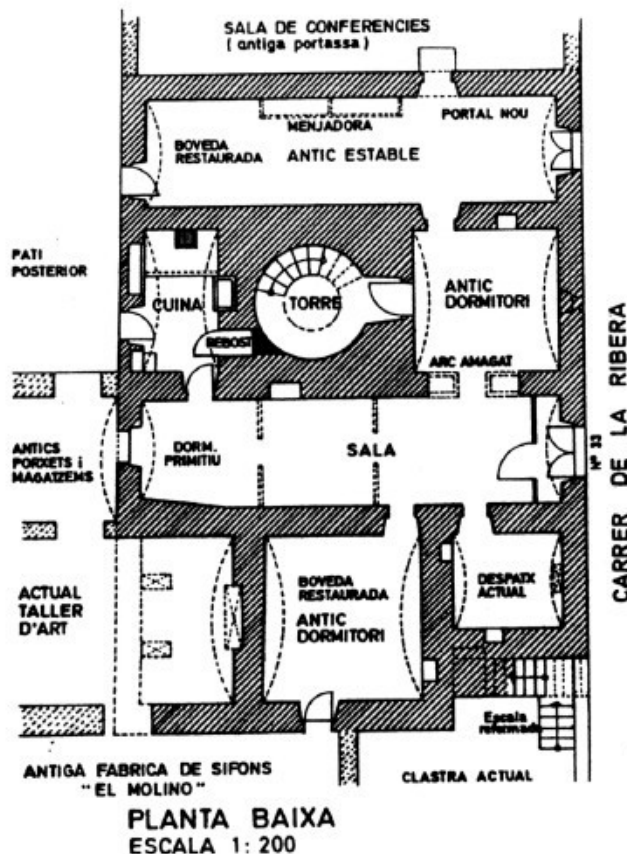 SALA DE CONFERENCIES
(antiga portassa)
MENJADORA
PORTAL NOU
BOVEDA
RESTAURADA
ANTIC ESTABLE
PATI
POSTERIOR
CUINA
TORRE
ANTIC
DORMITORI
REBOST
ARC AMAGAT
CARRER DE LA RIBERA
Nº 33
ANTICS
PORXETS i
MAGATZEMS
DORM.
PRIMITIU
SALA
ACTUAL
TALLER
D'ART
BOVEDA
RESTAURADA
ANTIC
DORMITORI
DESPATX
ACTUAL
Escala
reformada
ANTIGA FABRICA DE SIFONS
"EL MOLINO"
CLASTRA ACTUAL
PLANTA BAIXA
ESCALA 1: 200